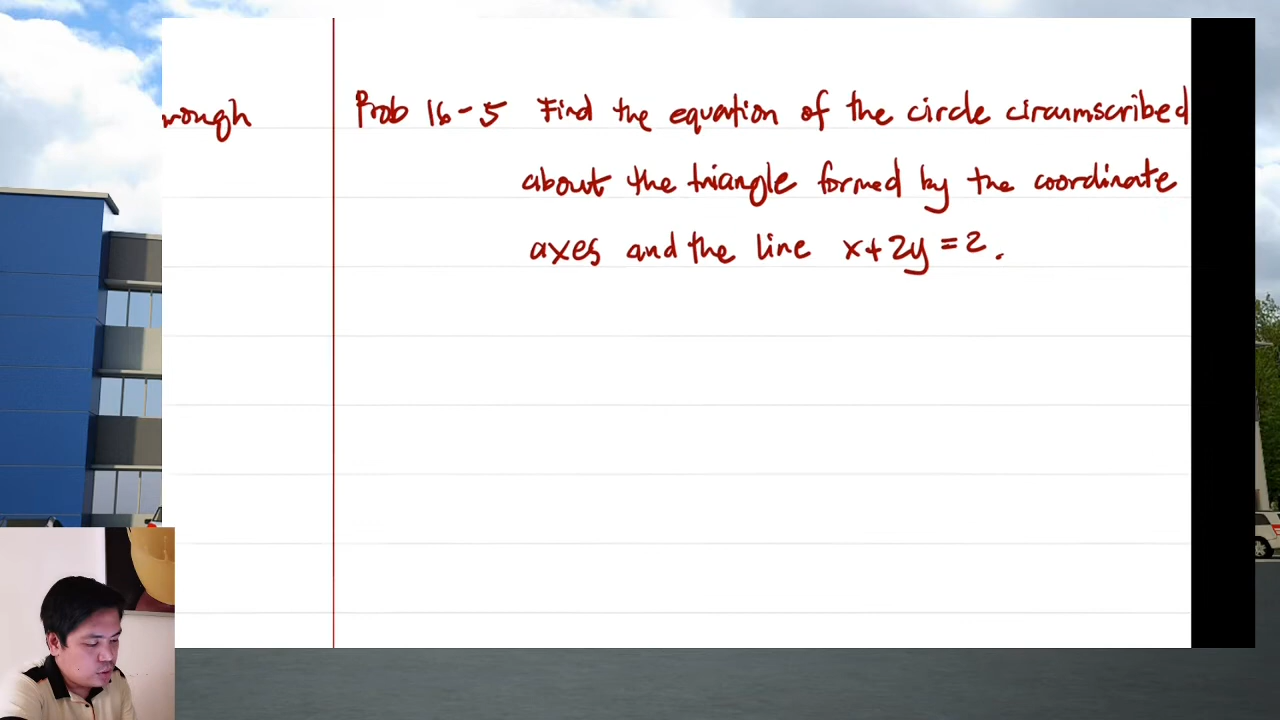 Prob 16-5 Find the equation of the circle circumscribed
about the triangle formed by the coordinate
axes and the line x+2y=2.